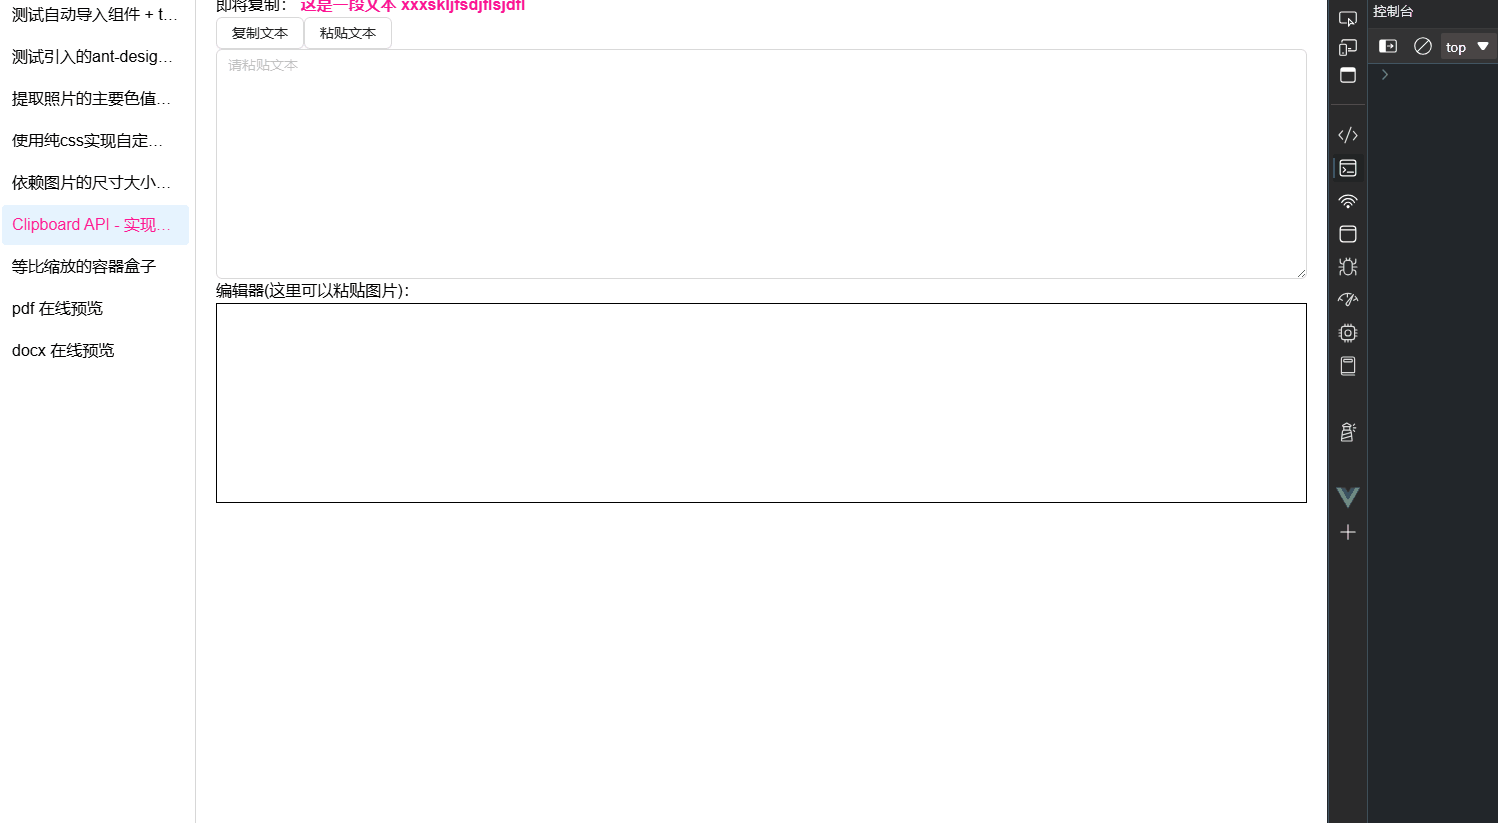 测试自动导入组件 + t...
测试引入的ant-desig...
提取照片的主要色值...
使用纯css实现自定...
依赖图片的尺寸大小...
Clipboard API - 实现...
等比缩放的容器盒子
pdf 在线预览
docx 在线预览
即将复制： 这是一段文本 xxxskljfsdjflsjdfl
复制文本
粘贴文本
请粘贴文本
编辑器(这里可以粘贴图片)：
控制台
top